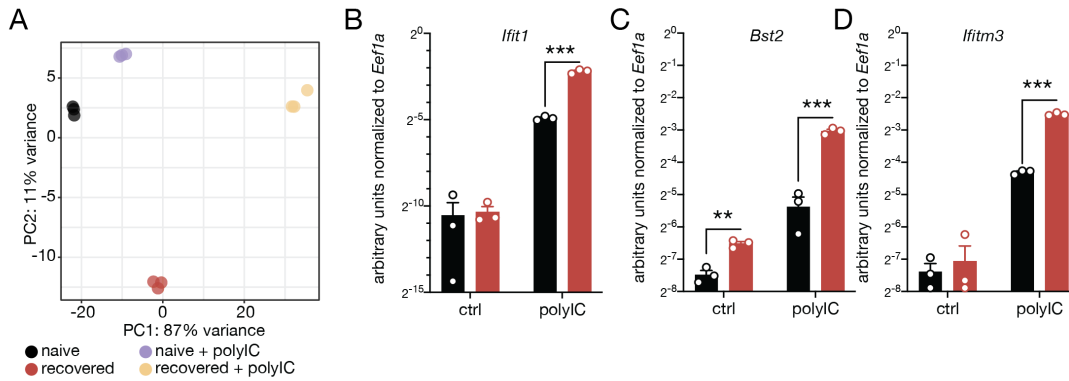 A
5
0
-5
-10
PC2: 11% variance
-20
0
20
PC1: 87% variance
naive
naive + polyIC
recovered
recovered + polyIC
B
Ifit1
arbitrary units normalized to Eef1a
2^0
2^-5
2^-10
2^-15
***
ctrl
polyIC
C
Bst2
arbitrary units normalized to Eef1a
2^0
2^-1
2^-2
2^-3
2^-4
2^-5
2^-6
2^-7
2^-8
**
***
ctrl
polyIC
D
Ifitm3
arbitrary units normalized to Eef1a
2^0
2^-1
2^-2
2^-3
2^-4
2^-5
2^-6
2^-7
2^-8
***
ctrl
polyIC